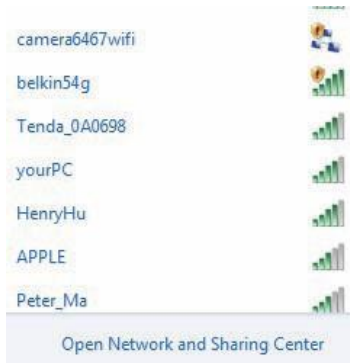 camera6467wifi
belkin54g
Tenda_0A0698
yourPC
HenryHu
APPLE
Peter_Ma
Open Network and Sharing Center